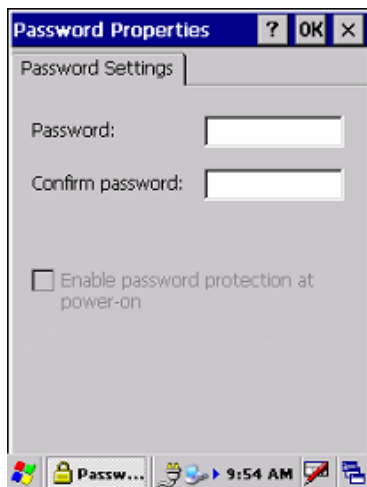 Password Properties ? OK ×
Password Settings
Password:
Confirm password:
Enable password protection at
power-on
Passw... 9:54 AM